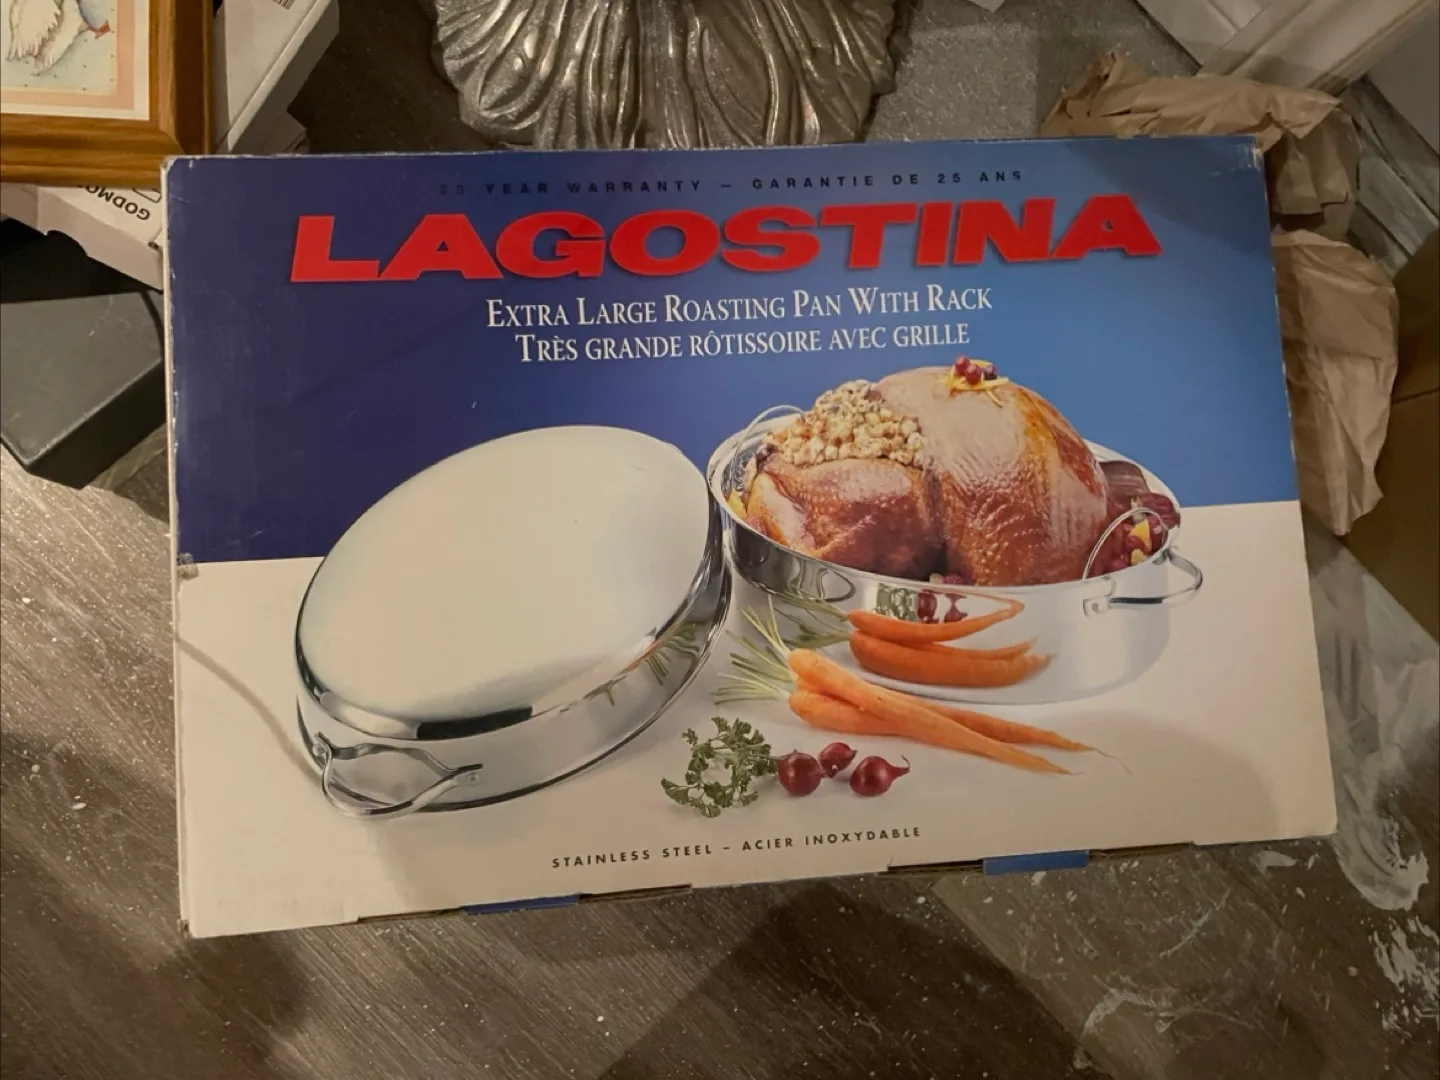 25 YEAR WARRANTY – GARANTIE DE 25 ANS
LAGOSTINA
EXTRA LARGE ROASTING PAN WITH RACK
TRÈS GRANDE RÔTISSOIRE AVEC GRILLE
STAINLESS STEEL – ACIER INOXYDABLE